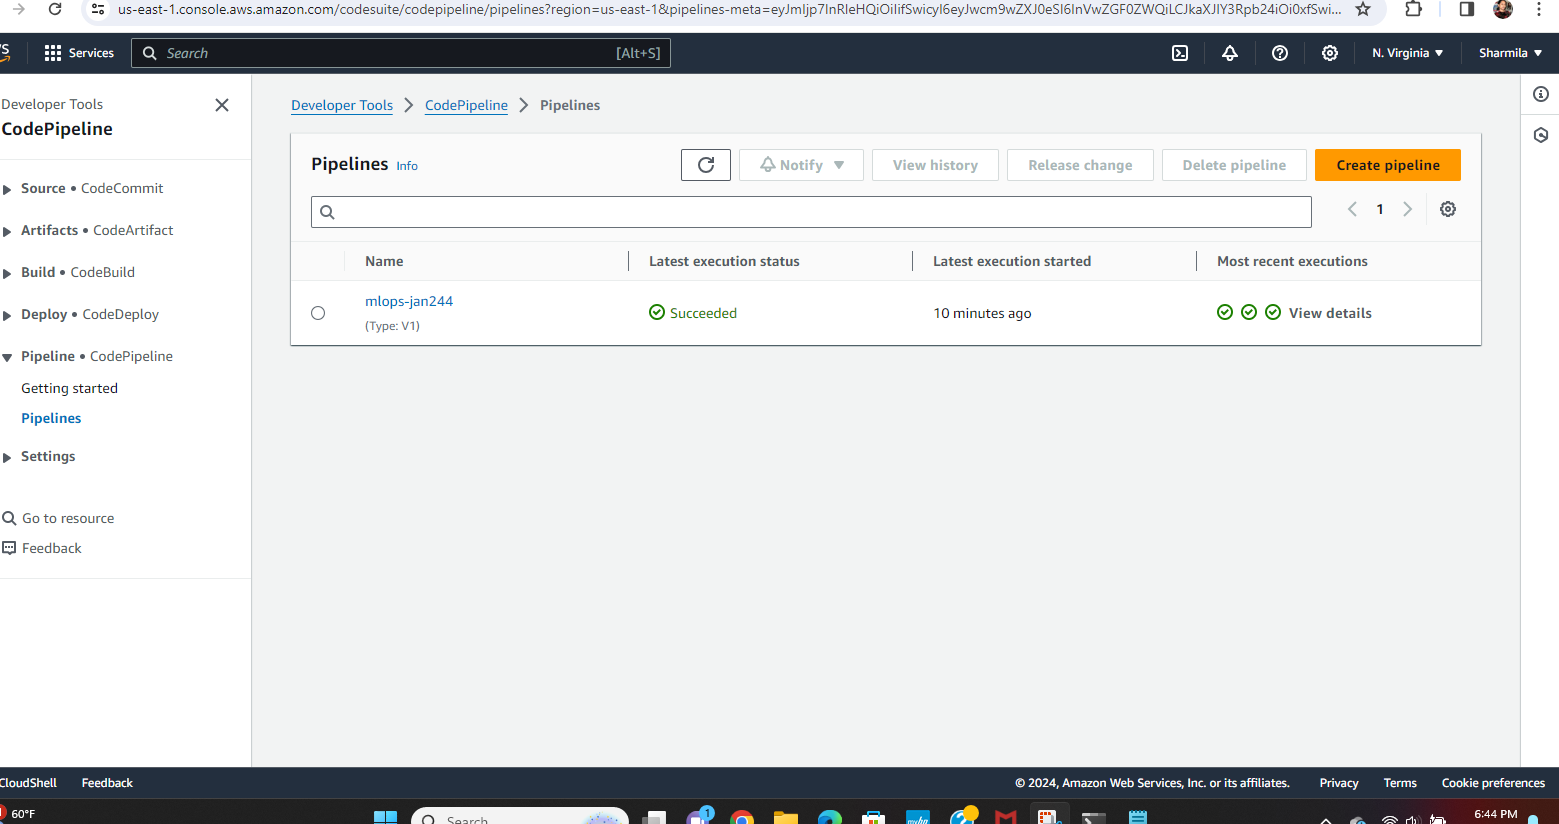 us-east-1.console.aws.amazon.com/codesuite/codepipeline/pipelines?region=us-east-1&pipelines-meta=eyJmIjp7InRleHQiOiIifSwicyI6eyJwcm9wZXJ0eSI6InVwZGF0ZWQiLCJkaXJlY3Rpb24iOi0xfSwi...
Services
Search
[Alt+S]
N. Virginia
Sharmila
Developer Tools
CodePipeline
Source • CodeCommit
Artifacts • CodeArtifact
Build • CodeBuild
Deploy • CodeDeploy
Pipeline • CodePipeline
Getting started
Pipelines
Settings
Go to resource
Feedback
Developer Tools
CodePipeline
Pipelines
Pipelines Info
Notify
View history
Release change
Delete pipeline
Create pipeline
1
Name
Latest execution status
Latest execution started
Most recent executions
mlops-jan244
(Type: V1)
Succeeded
10 minutes ago
View details
CloudShell
Feedback
© 2024, Amazon Web Services, Inc. or its affiliates.
Privacy
Terms
Cookie preferences
60°F
Search
1
6:44 PM